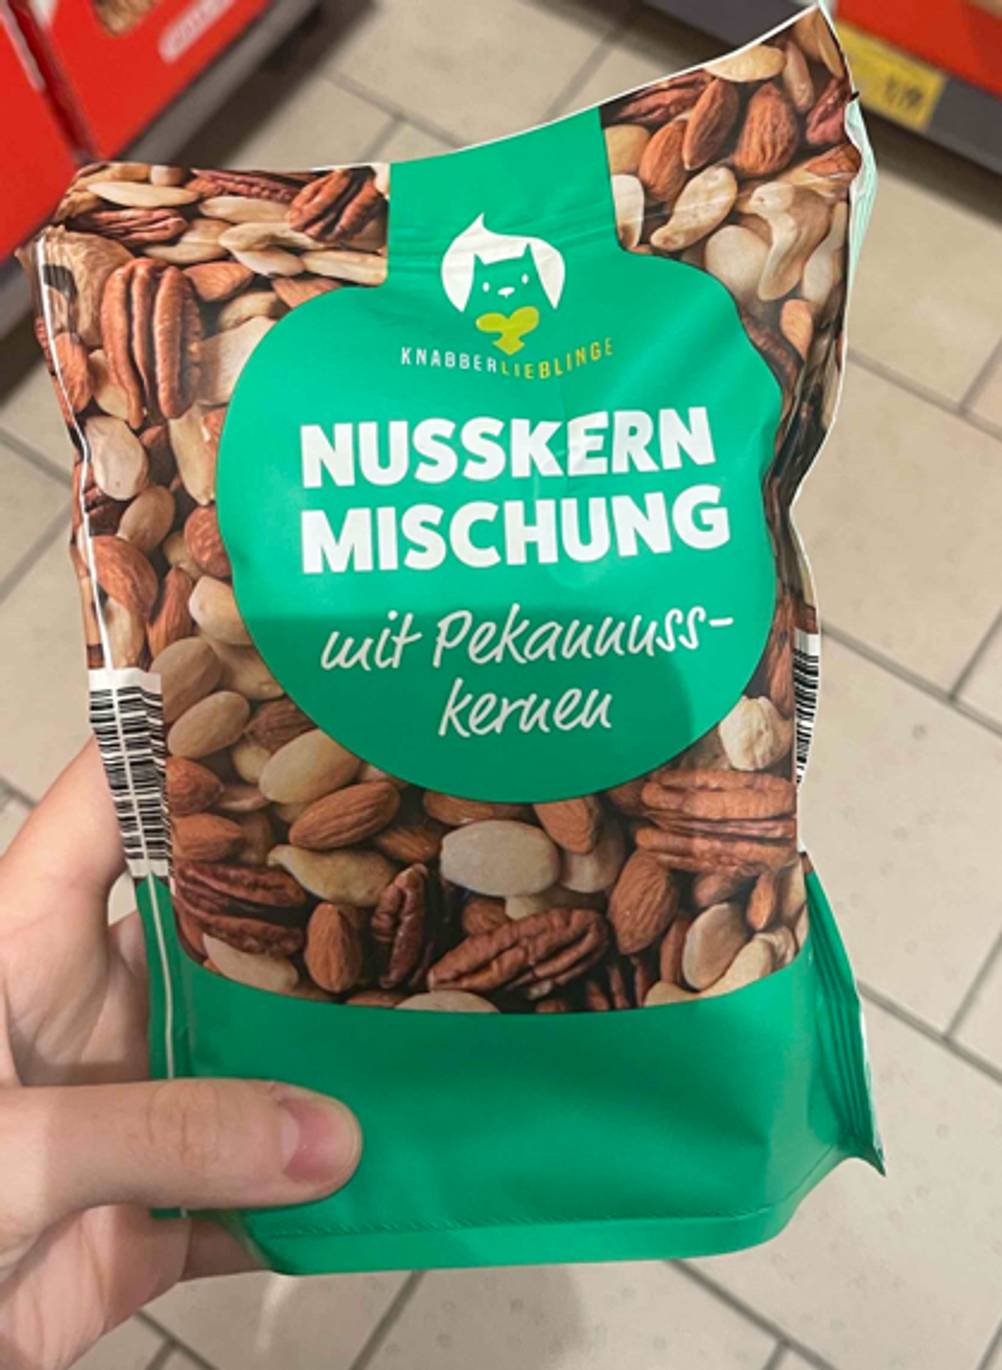 KNABBERLIEBLINGE
NUSSKERN
MISCHUNG
mit Pekannuss-
kernen